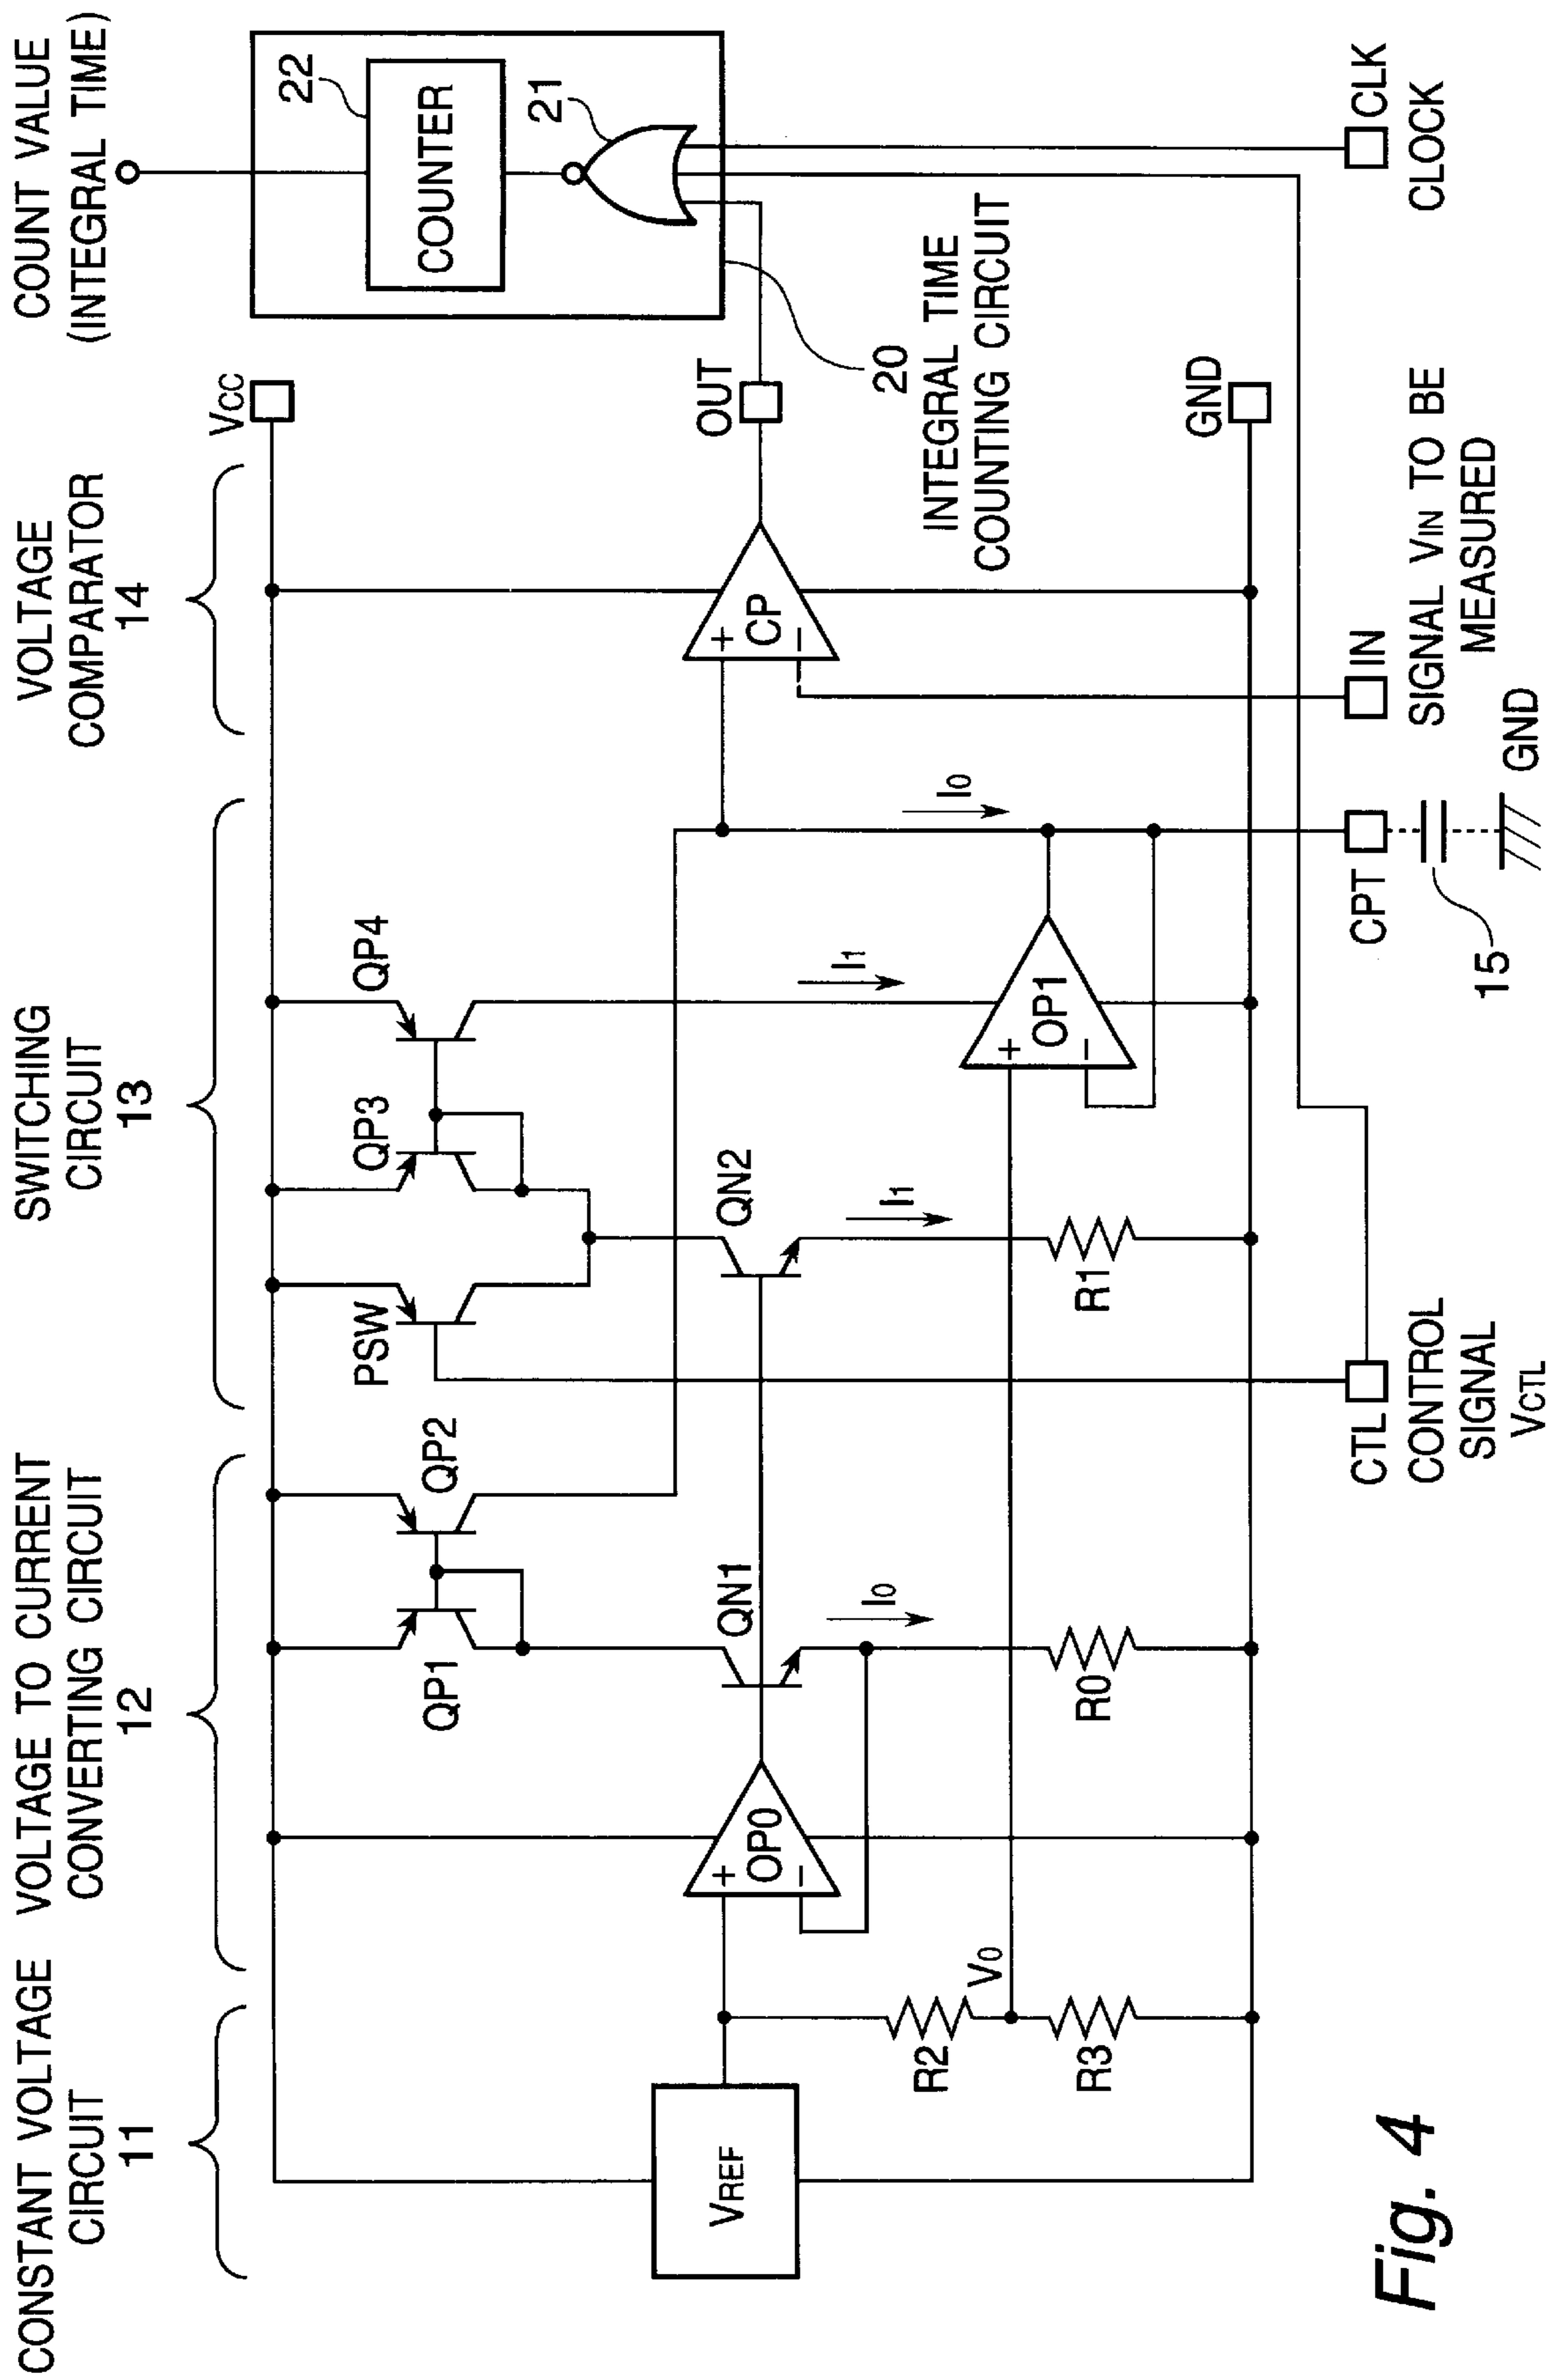 CONSTANT VOLTAGE
CIRCUIT
11
VOLTAGE TO CURRENT
CONVERTING CIRCUIT
12
SWITCHING
CIRCUIT
13
VOLTAGE
COMPARATOR
14
COUNT VALUE
(INTEGRAL TIME)
VCC
22
COUNTER
21
QP1
QP2
PSW
QP3
QP4
VREF
+
-
OP0
QN1
QN2
I0
I1
I1
+
-
OP1
I0
+
-
CP
OUT
20
INTEGRAL TIME
COUNTING CIRCUIT
R2
V0
R3
R0
R1
GND
CTL
CONTROL
SIGNAL
VCTL
CPT
15
GND
IN
SIGNAL VIN TO BE
MEASURED
CLK
CLOCK
Fig. 4